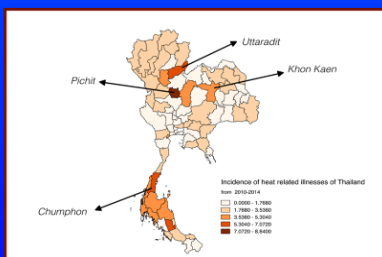 Uttaradit
Pichit
Khon Kaen
Chumphon
Incidence of heat related illnesses of Thailand
from 2010-2014
0.0000 - 1.7680
1.7680 - 3.5360
3.5360 - 5.3040
5.3040 - 7.0720
7.0720 - 8.8400